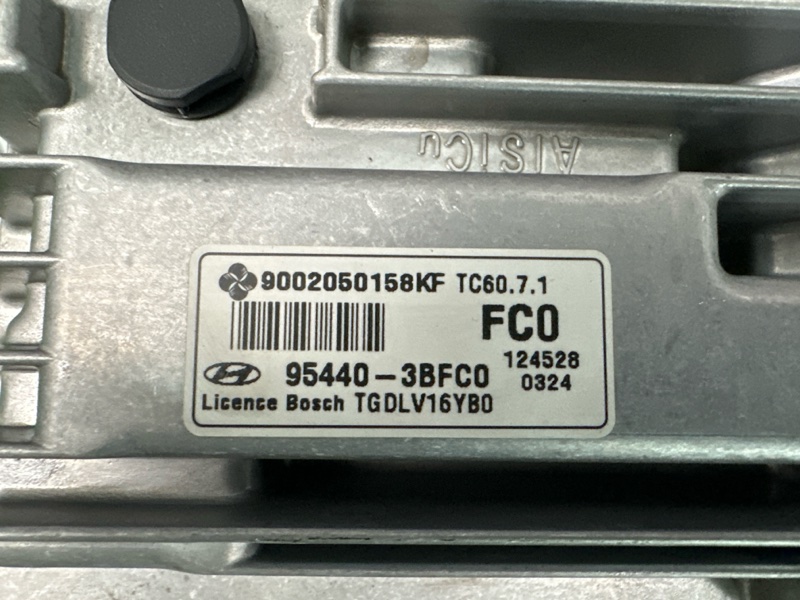 AlSiCu
9002050158KF TC60.7.1
FC0
124528
95440-3BFC0
0324
Licence Bosch TGDLV16YB0